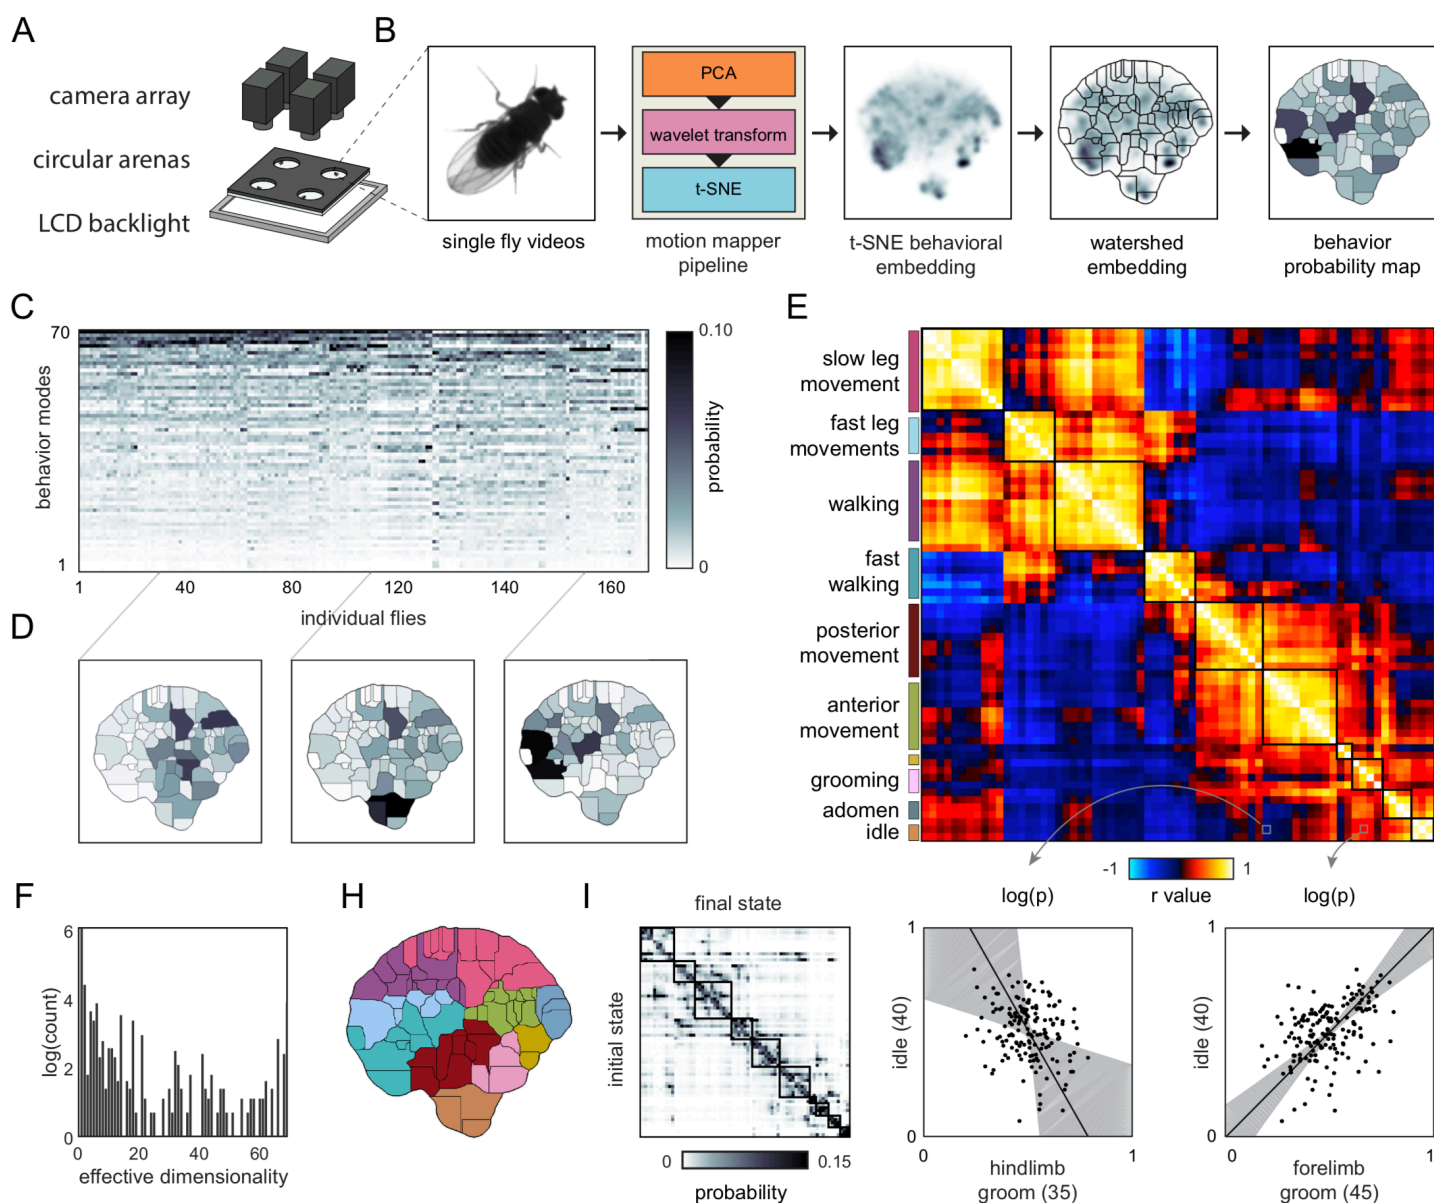 A
camera array
circular arenas
LCD backlight
B
PCA
wavelet transform
t-SNE
single fly videos
motion mapper
pipeline
t-SNE behavioral
embedding
watershed
embedding
behavior
probability map
C
70
behavior modes
1
1
40
80
120
140
160
individual flies
0.10
probability
0
D
E
slow leg
movement
fast leg
movements
walking
fast
walking
posterior
movement
anterior
movement
grooming
adomen
idle
-1
1
r value
log(p)
log(p)
F
6
4
2
0
log(count)
0
20
40
60
effective dimensionality
H
I
final state
initial state
0
0.15
probability
1
idle (40)
0
0
1
hindlimb
groom (35)
1
idle (40)
0
0
1
forelimb
groom (45)